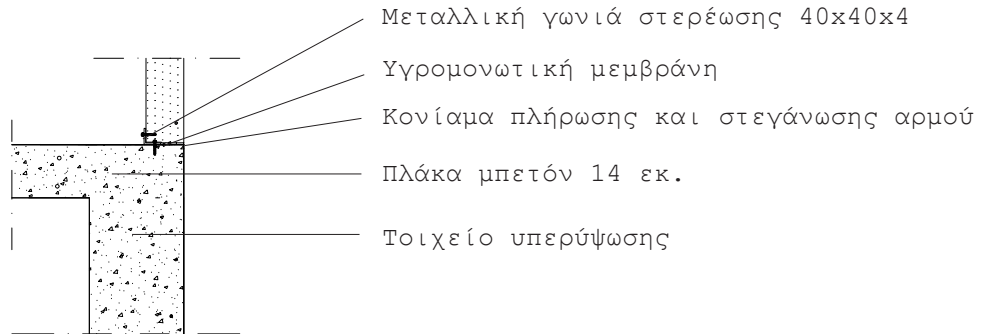 Μεταλλική γωνιά στερέωσης 40x40x4
Υγρομονωτική μεμβράνη
Κονίαμα πλήρωσης και στεγάνωσης αρμού
Πλάκα μπετόν 14 εκ.
Τοιχείο υπερύψωσης